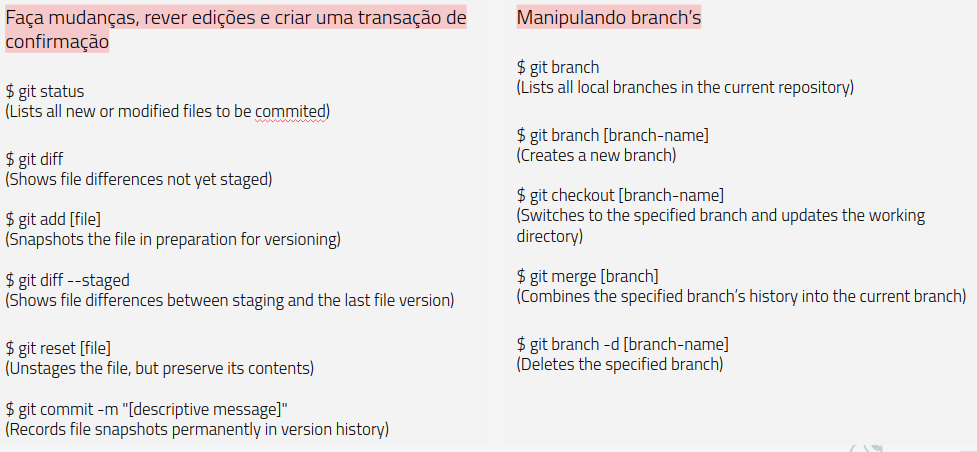 Faça mudanças, rever edições e criar uma transação de
confirmação
$ git status
(Lists all new or modified files to be commited)
$ git diff
(Shows file differences not yet staged)
$ git add [file]
(Snapshots the file in preparation for versioning)
$ git diff --staged
(Shows file differences between staging and the last file version)
$ git reset [file]
(Unstages the file, but preserve its contents)
$ git commit -m "[descriptive message]"
(Records file snapshots permanently in version history)
Manipulando branch's
$ git branch
(Lists all local branches in the current repository)
$ git branch [branch-name]
(Creates a new branch)
$ git checkout [branch-name]
(Switches to the specified branch and updates the working
directory)
$ git merge [branch]
(Combines the specified branch's history into the current branch)
$ git branch -d [branch-name]
(Deletes the specified branch)